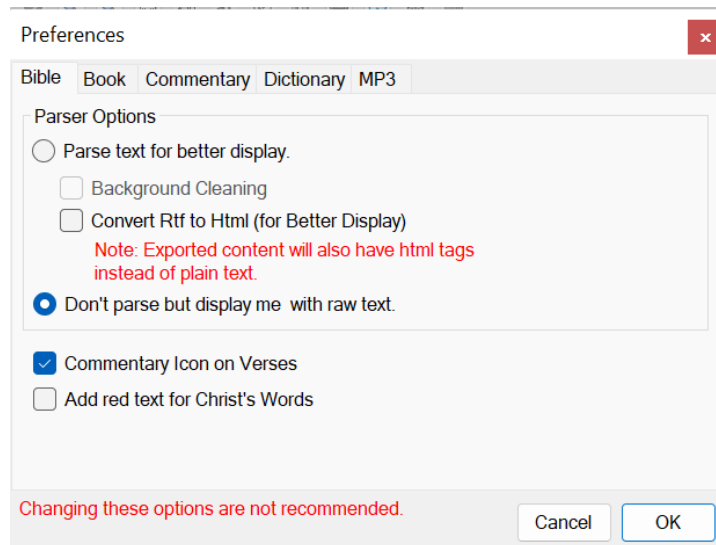 Preferences
Bible Book Commentary Dictionary MP3
Parser Options
Parse text for better display.
Background Cleaning
Convert Rtf to Html (for Better Display)
Note: Exported content will also have html tags
instead of plain text.
Don't parse but display me with raw text.
Commentary Icon on Verses
Add red text for Christ's Words
Changing these options are not recommended.
Cancel OK